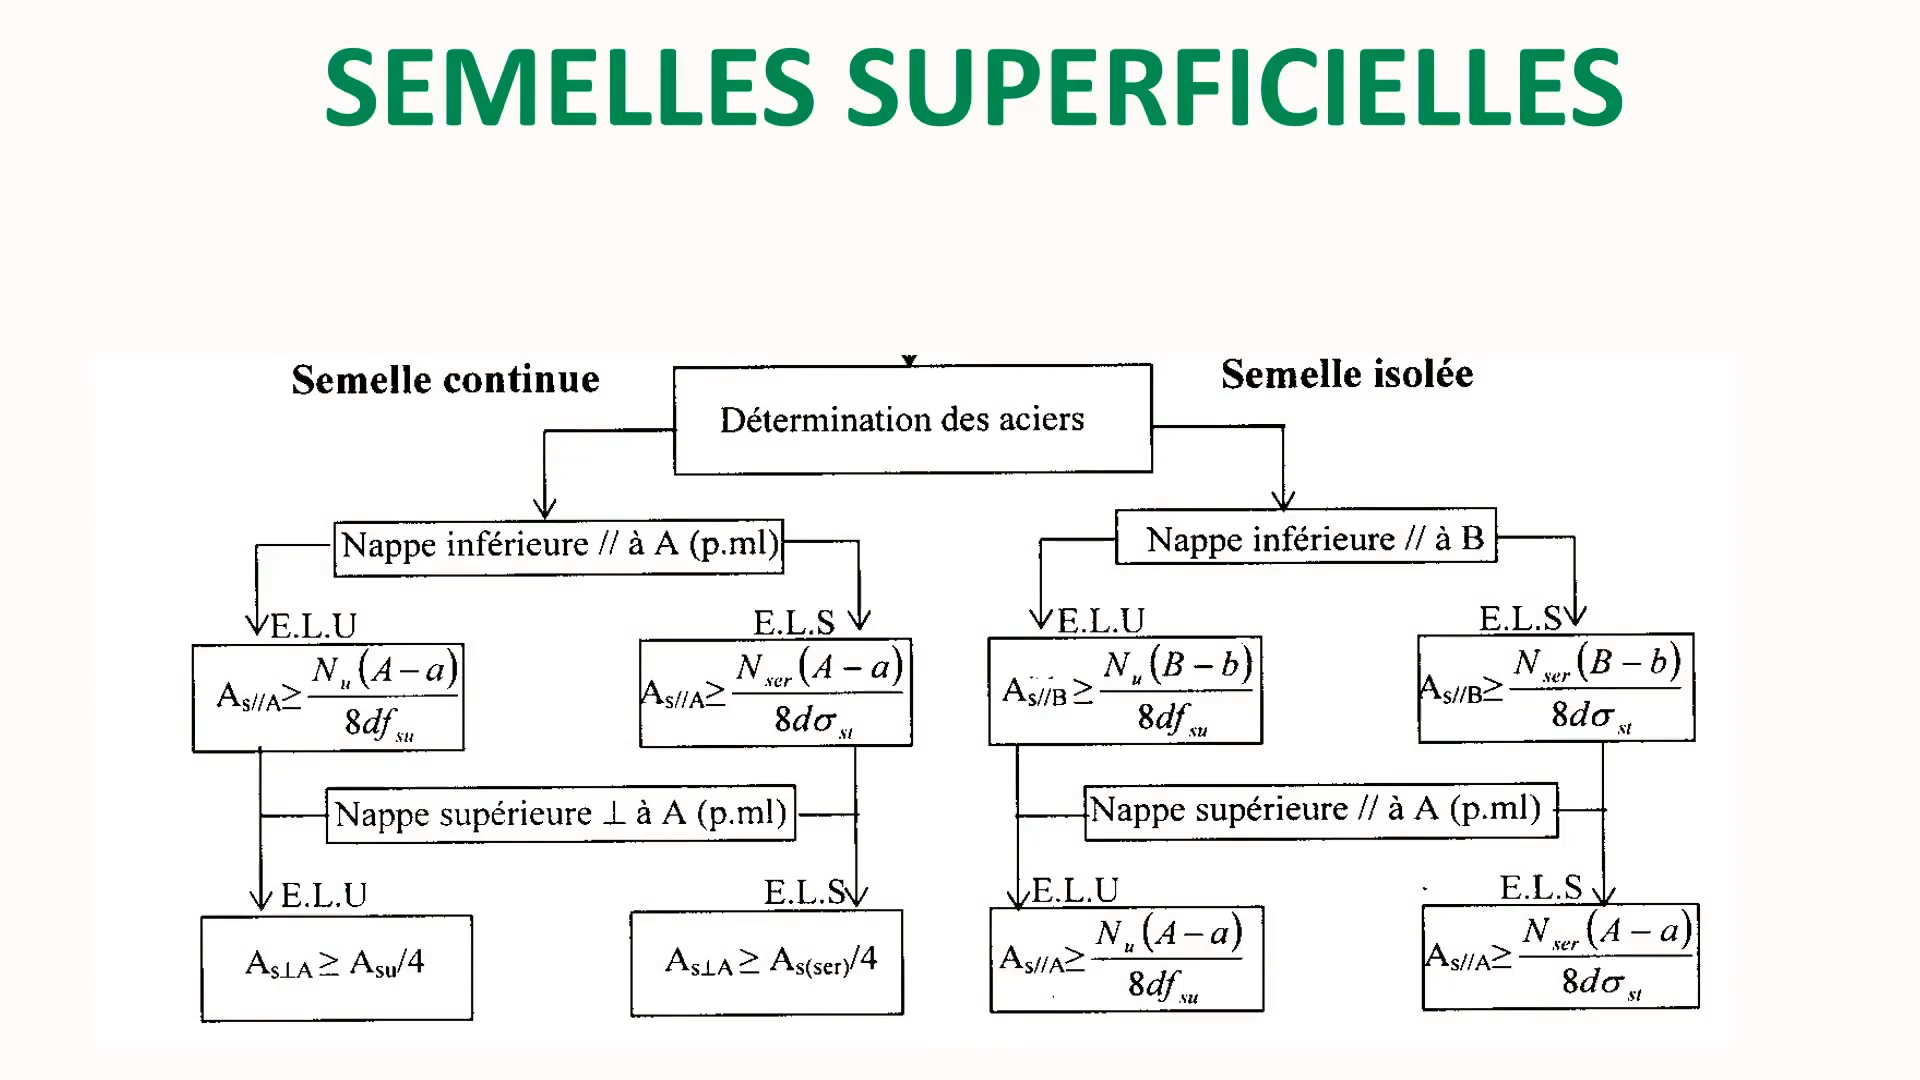 SEMELLES SUPERFICIELLES
Semelle continue
Détermination des aciers
Semelle isolée
Nappe inférieure // à A (p.ml)
Nappe inférieure // à B
E.L.U
E.L.S
E.L.U
E.L.S
As//A≥ Nu(A−a) / 8dfsu
As//A≥ Nser(A−a) / 8dσst
As//B≥ Nu(B−b) / 8dfsu
As//B≥ Nser(B−b) / 8dσst
Nappe supérieure ⊥ à A (p.ml)
Nappe supérieure // à A (p.ml)
E.L.U
E.L.S
E.L.U
E.L.S
As⊥A ≥ Asu/4
As⊥A ≥ As(ser)/4
As//A≥ Nu(A−a) / 8dfsu
As//A≥ Nser(A−a) / 8dσst